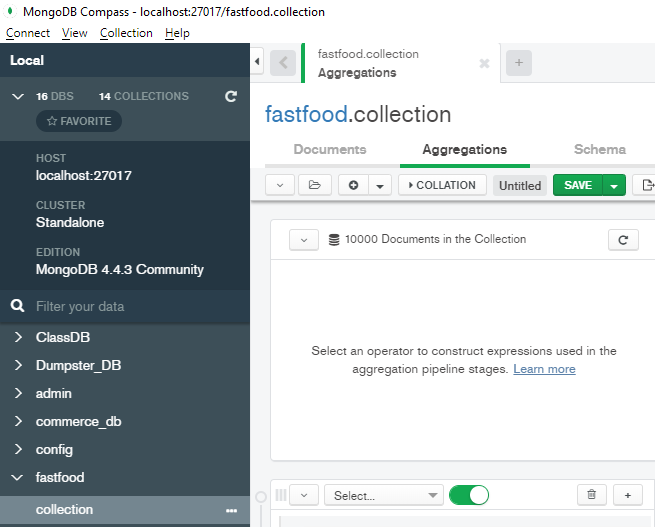 MongoDB Compass - localhost:27017/fastfood.collection
Connect View Collection Help
Local
16 DBS 14 COLLECTIONS
FAVORITE
HOST
localhost:27017
CLUSTER
Standalone
EDITION
MongoDB 4.4.3 Community
Filter your data
ClassDB
Dumpster_DB
admin
commerce_db
config
fastfood
collection
fastfood.collection
Aggregations
fastfood.collection
Documents Aggregations Schema
COLLATION Untitled SAVE
10000 Documents in the Collection
Select an operator to construct expressions used in the
aggregation pipeline stages. Learn more
Select...